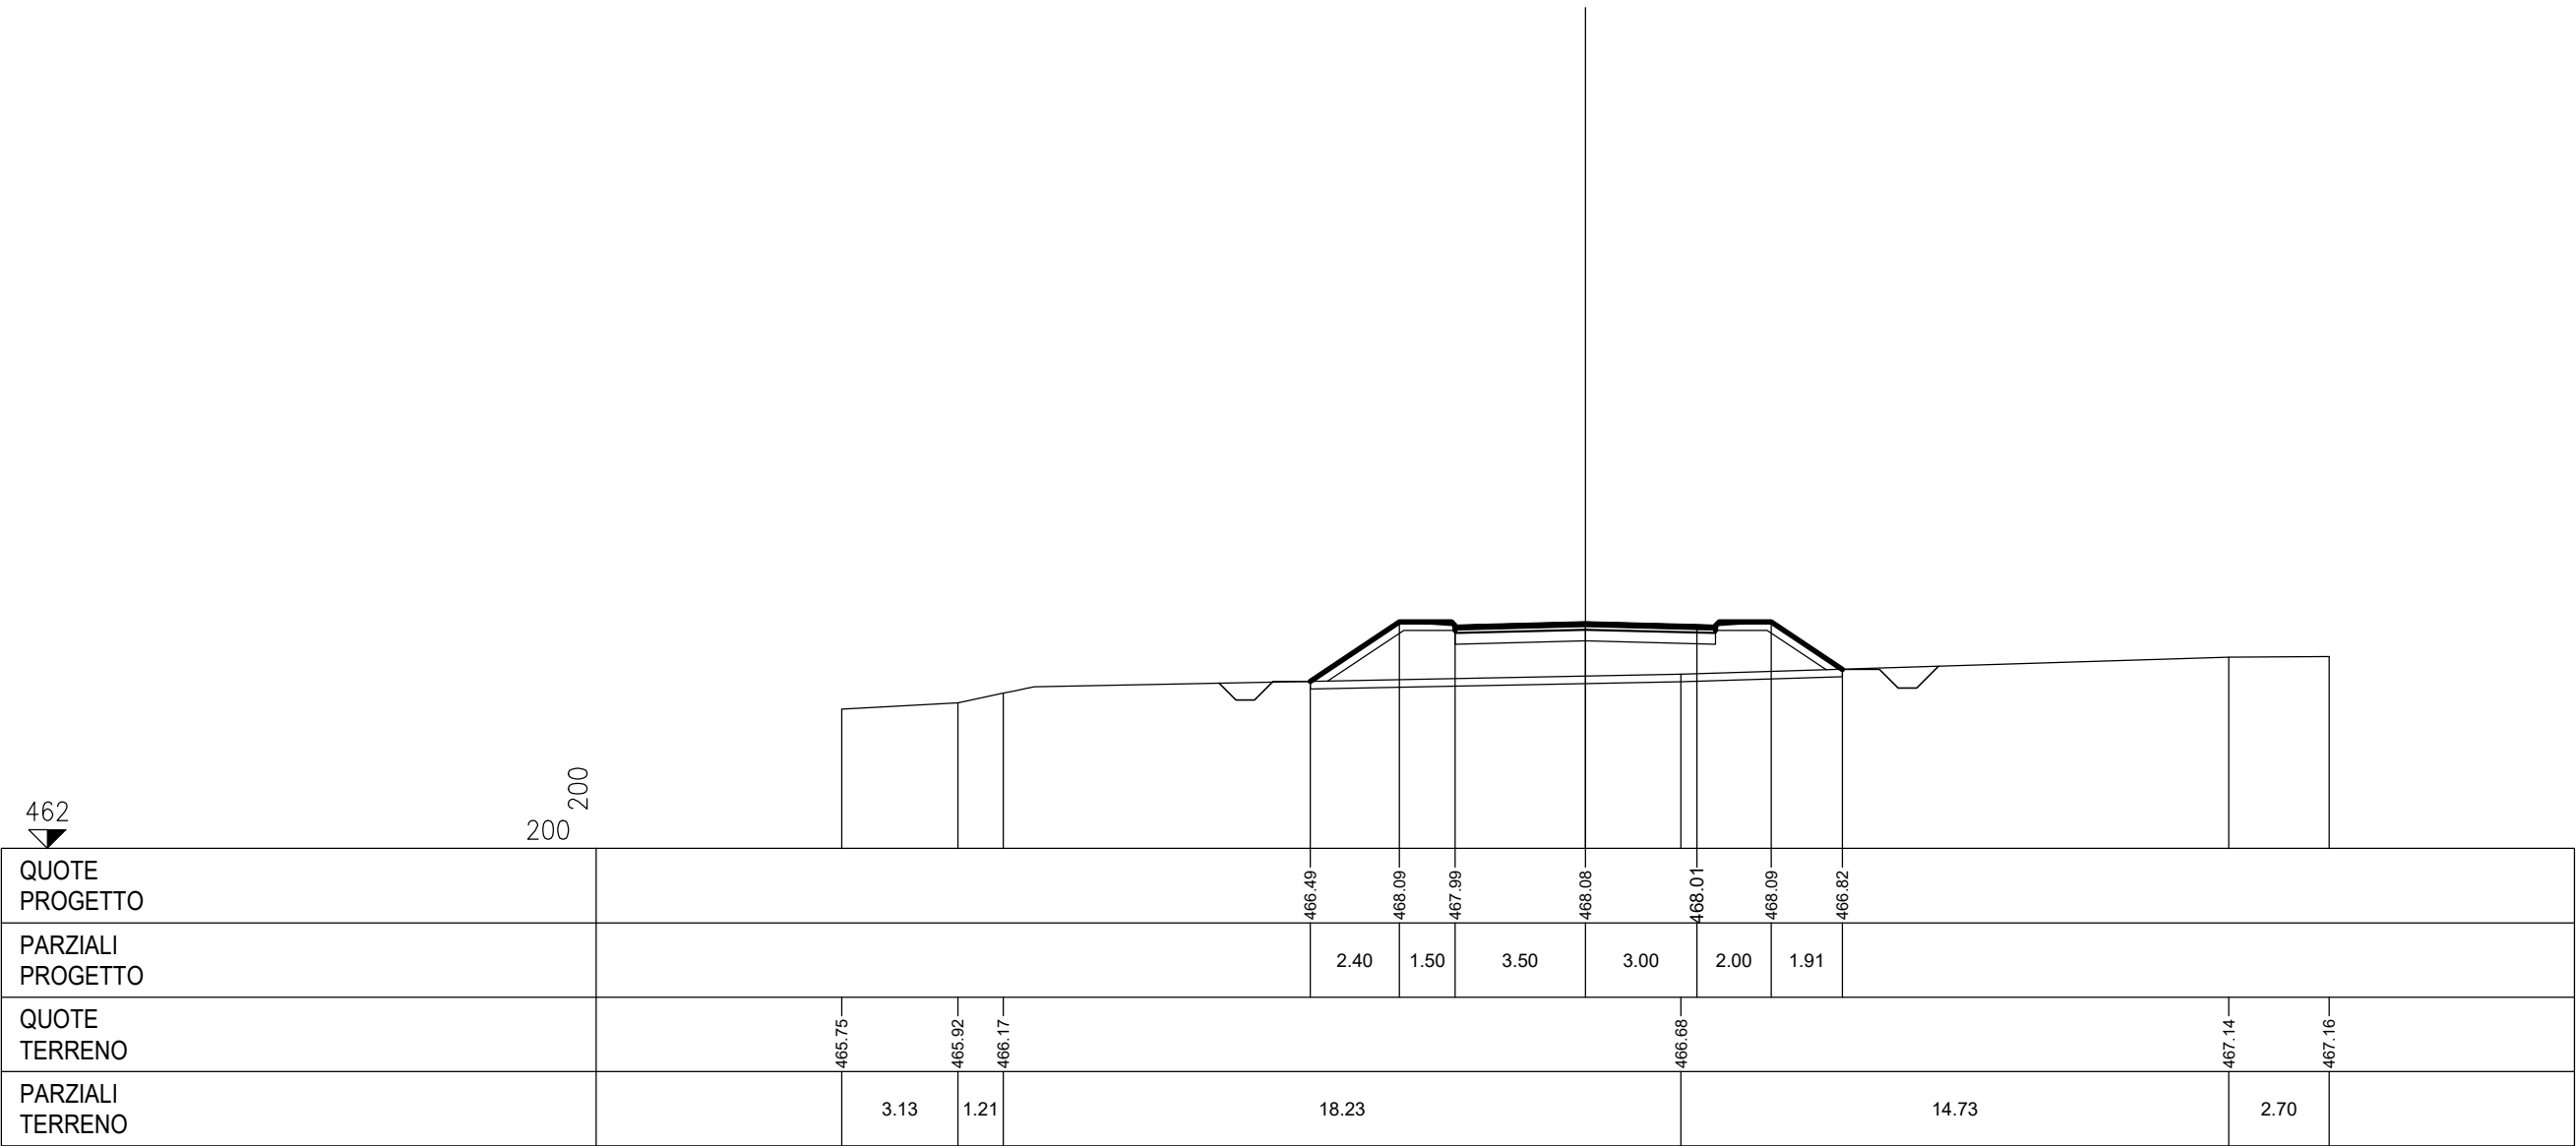 200
462
200
QUOTE
PROGETTO
466.49 468.09 467.99 468.08 468.01 468.09 466.82
PARZIALI
PROGETTO
2.40 1.50 3.50 3.00 2.00 1.91
QUOTE
TERRENO
465.75 465.92 466.17 466.68 467.14 467.16
PARZIALI
TERRENO
3.13 1.21 18.23 14.73 2.70